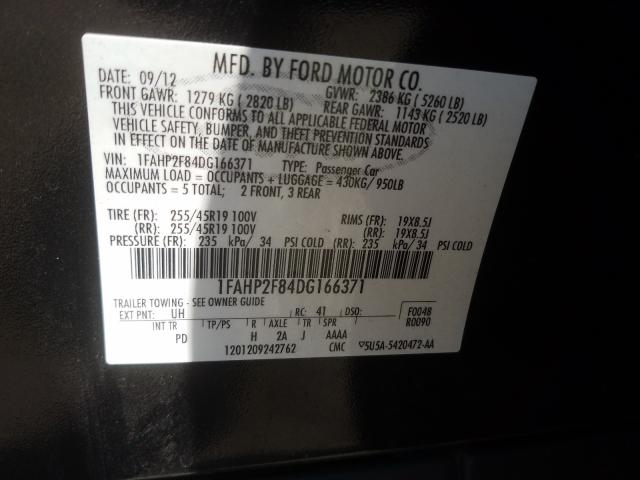 MFD. BY FORD MOTOR CO.
DATE: 09/12 GVWR: 2386 KG ( 5260 LB)
FRONT GAWR: 1279 KG ( 2820 LB) REAR GAWR: 1143 KG ( 2520 LB)
THIS VEHICLE CONFORMS TO ALL APPLICABLE FEDERAL MOTOR
VEHICLE SAFETY, BUMPER, AND THEFT PREVENTION STANDARDS
IN EFFECT ON THE DATE OF MANUFACTURE SHOWN ABOVE.
VIN: 1FAHP2F84DG166371 TYPE: Passenger Car
MAXIMUM LOAD = OCCUPANTS + LUGGAGE = 430KG/ 950LB
OCCUPANTS = 5 TOTAL; 2 FRONT, 3 REAR
TIRE (FR): 255/45R19 100V RIMS (FR): 19X8.5J
(RR): 255/45R19 100V (RR): 19X8.5J
PRESSURE (FR): 235 kPa/ 34 PSI COLD (RR): 235 kPa/ 34 PSI COLD
1FAHP2F84DG166371
TRAILER TOWING - SEE OWNER GUIDE
EXT PNT: UH RC: 41 DSO: F0048
R0090
INT TR TP/PS R AXLE TR SPR
PD H 2A J AAAA
1201209242762 CMC 5U5A-5420472-AA